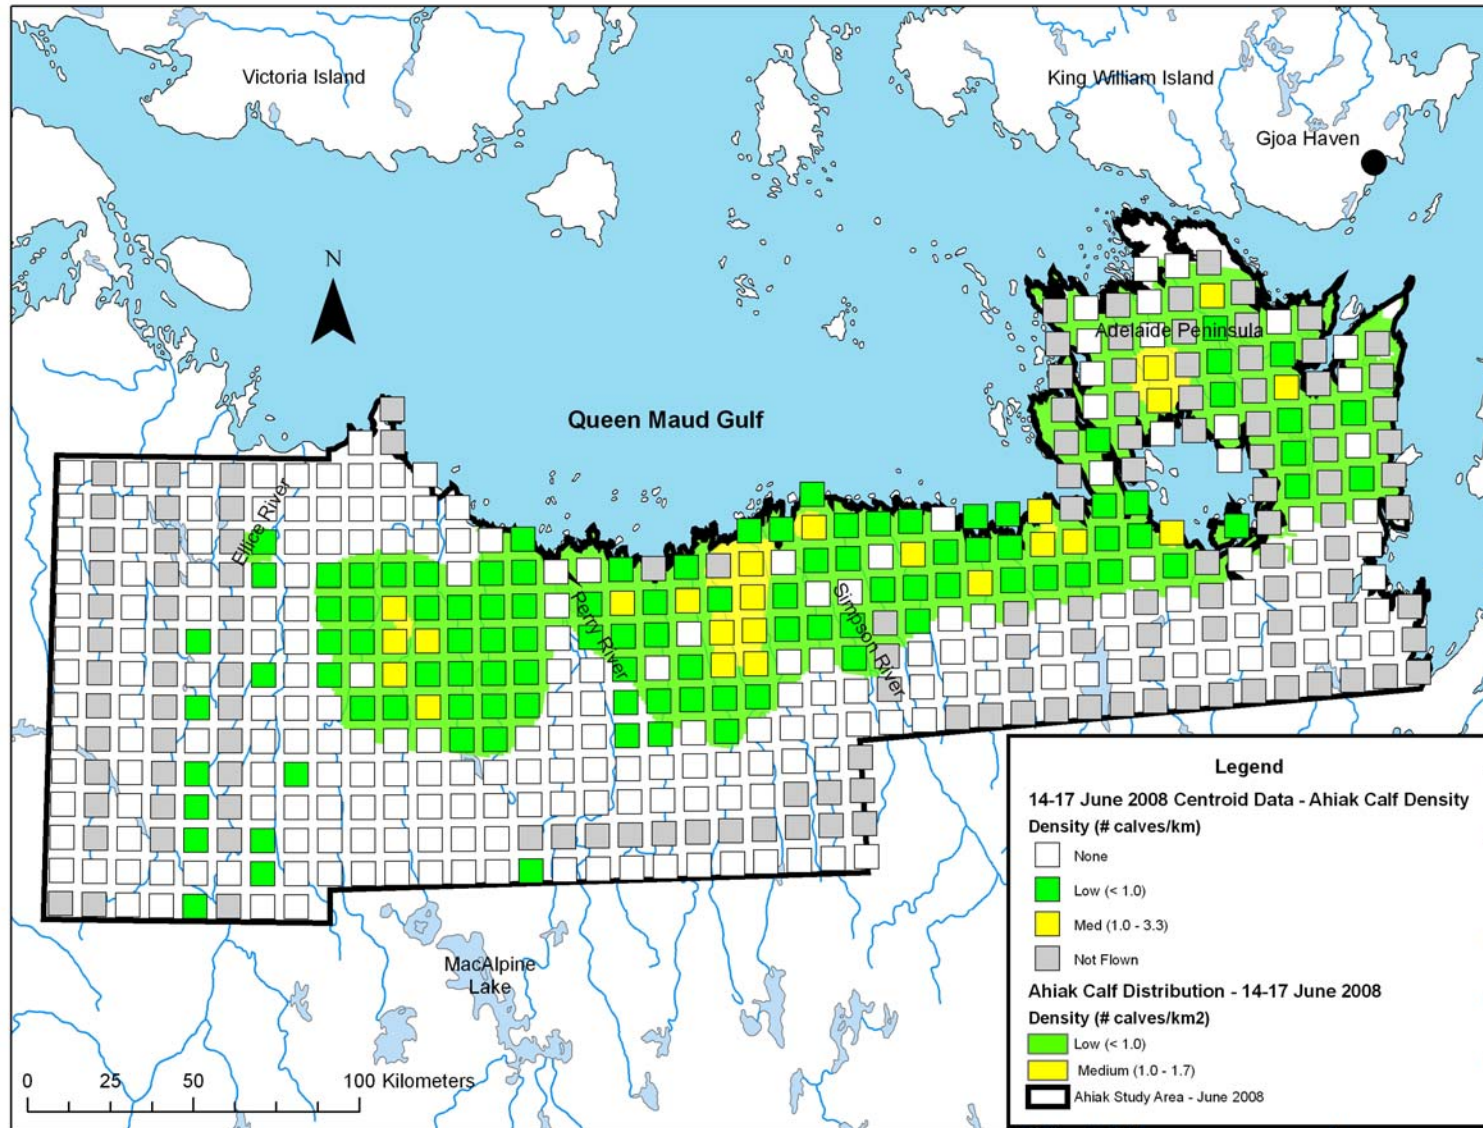 Victoria Island
King William Island
Gjoa Haven
N
Adelaide Peninsula
Queen Maud Gulf
Ellice River
Perry River
Simpson River
MacAlpine
Lake
0 25 50 100 Kilometers
Legend
14-17 June 2008 Centroid Data - Ahiak Calf Density
Density (# calves/km)
None
Low (< 1.0)
Med (1.0 - 3.3)
Not Flown
Ahiak Calf Distribution - 14-17 June 2008
Density (# calves/km2)
Low (< 1.0)
Medium (1.0 - 1.7)
Ahiak Study Area - June 2008